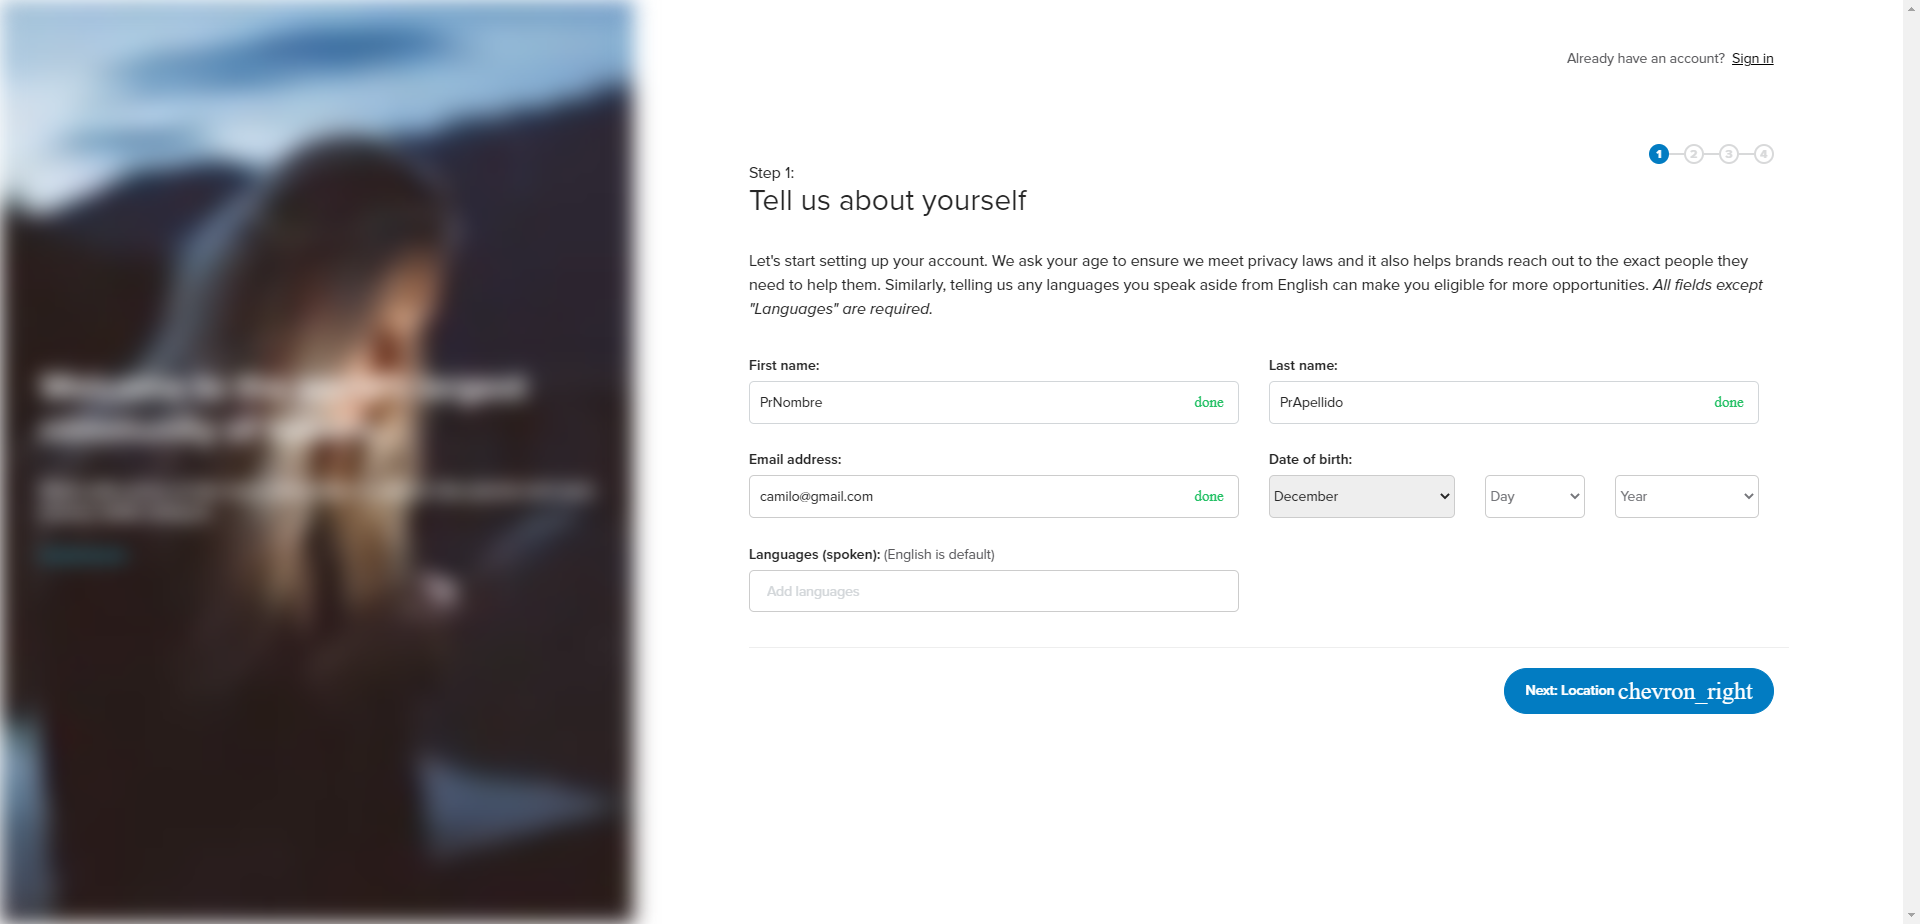 Already have an account? Sign in
1 2 3 4
Step 1:
Tell us about yourself
Let's start setting up your account. We ask your age to ensure we meet privacy laws and it also helps brands reach out to the exact people they
need to help them. Similarly, telling us any languages you speak aside from English can make you eligible for more opportunities. All fields except
"Languages" are required.
First name:
Last name:
PrNombre done
PrApellido done
Email address:
Date of birth:
camilo@gmail.com done
December
Day
Year
Languages (spoken): (English is default)
Add languages
Next: Location chevron_right